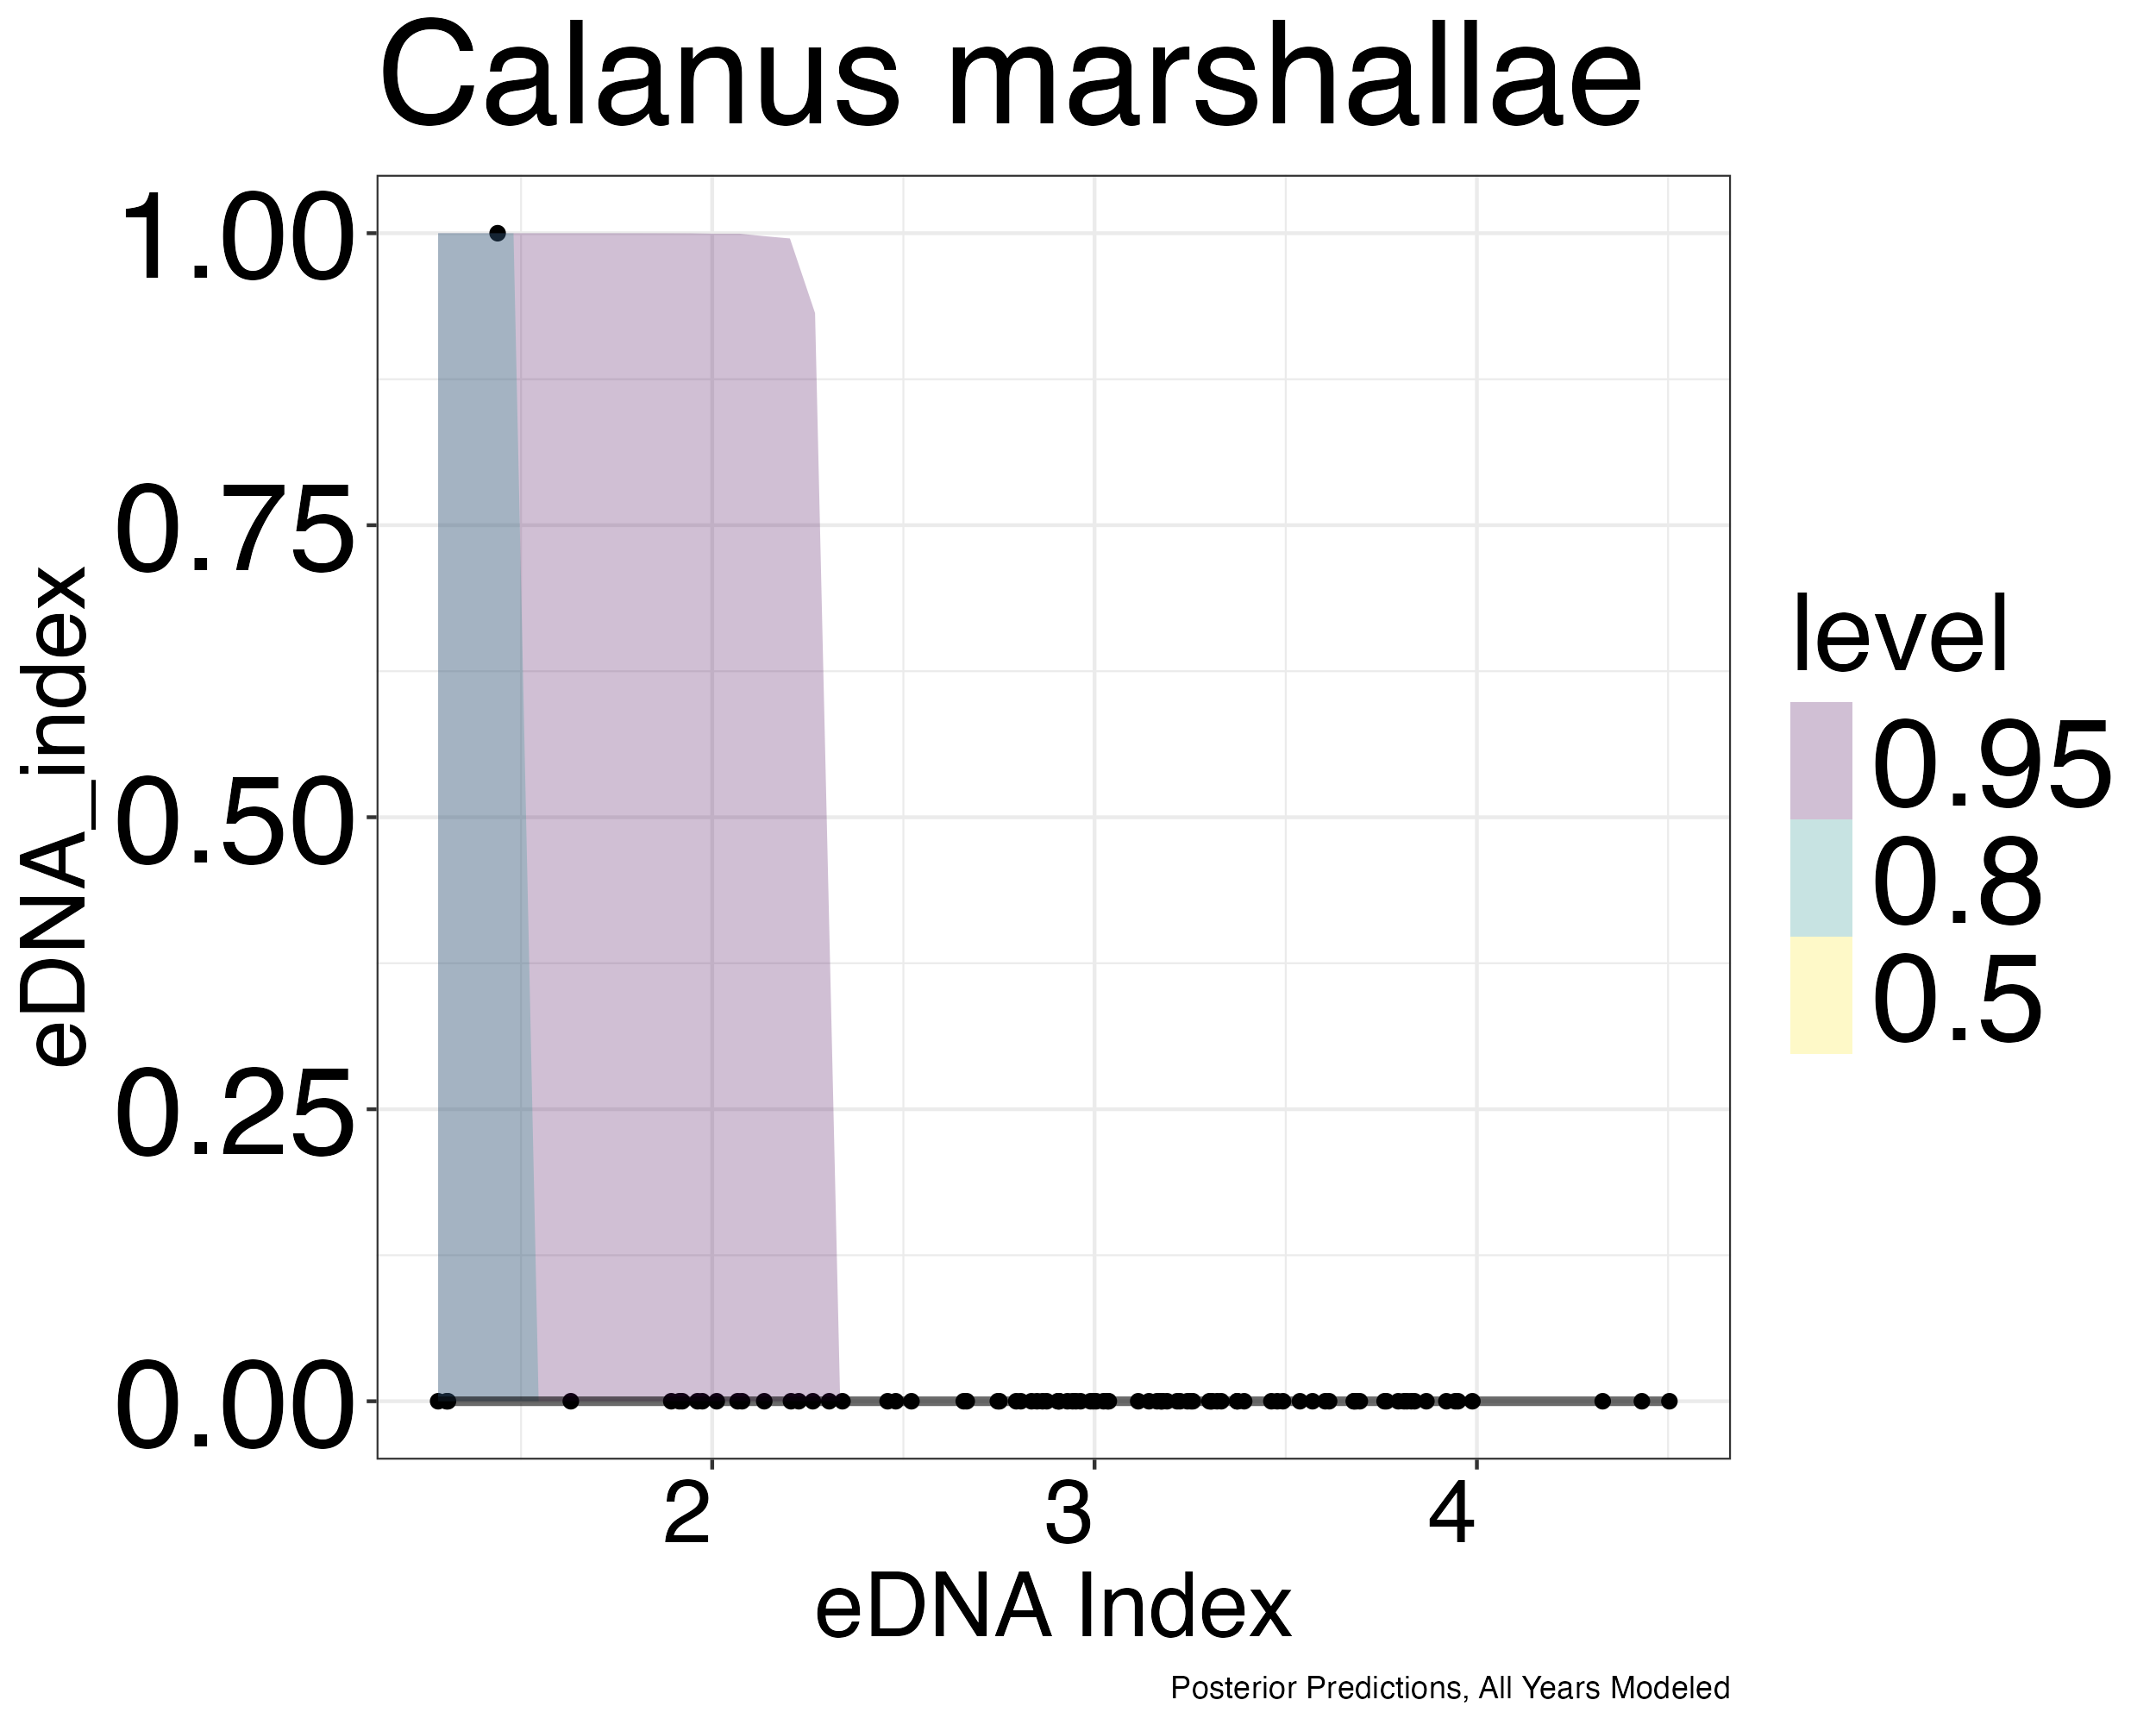 Calanus marshallae
1.00
0.75
0.50
0.25
0.00
eDNA_index
2 3 4
eDNA Index
level
0.95
0.8
0.5
Posterior Predictions, All Years Modeled